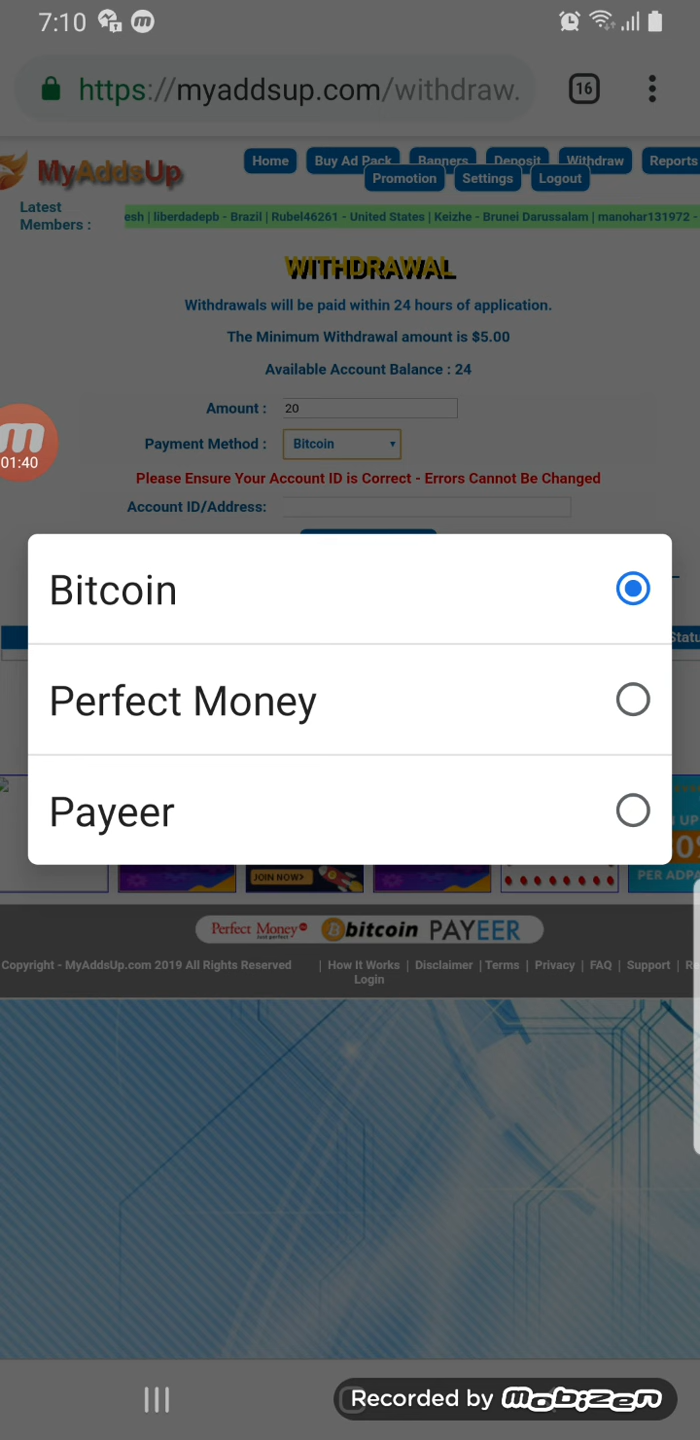 7:10
https://myaddsup.com/withdraw.
16
MyAddsUp
Home Buy Ad Pack Banners Deposit Withdraw Reports
Promotion Settings Logout
Latest
Members :
esh | liberdadepb - Brazil | Rubel46261 - United States | Keizhe - Brunei Darussalam | manohar131972 -
WITHDRAWAL
Withdrawals will be paid within 24 hours of application.
The Minimum Withdrawal amount is $5.00
Available Account Balance : 24
Amount : 20
01:40
Payment Method : Bitcoin
Please Ensure Your Account ID is Correct - Errors Cannot Be Changed
Account ID/Address:
Bitcoin
Perfect Money
Payeer
JOIN NOW>
PER ADPA
Perfect Money bitcoin PAYEER
Copyright - MyAddsUp.com 2019 All Rights Reserved | How It Works | Disclaimer | Terms | Privacy | FAQ | Support |
Login
Recorded by mobizen